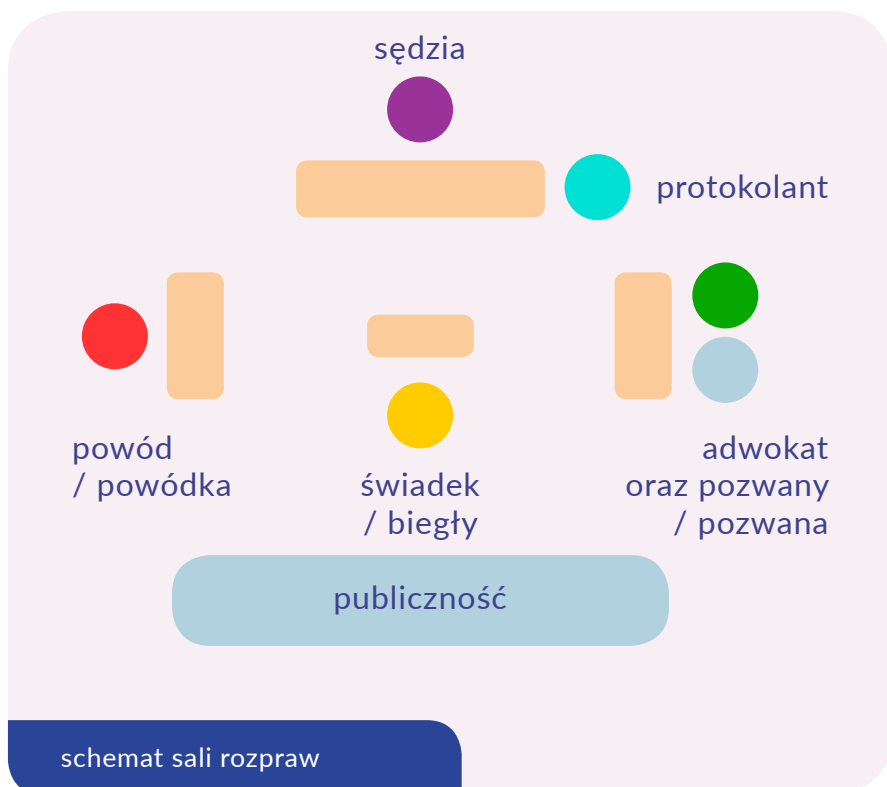 sędzia
protokolant
powód
/ powódka
świadek
/ biegły
adwokat
oraz pozwany
/ pozwana
publiczność
schemat sali rozpraw